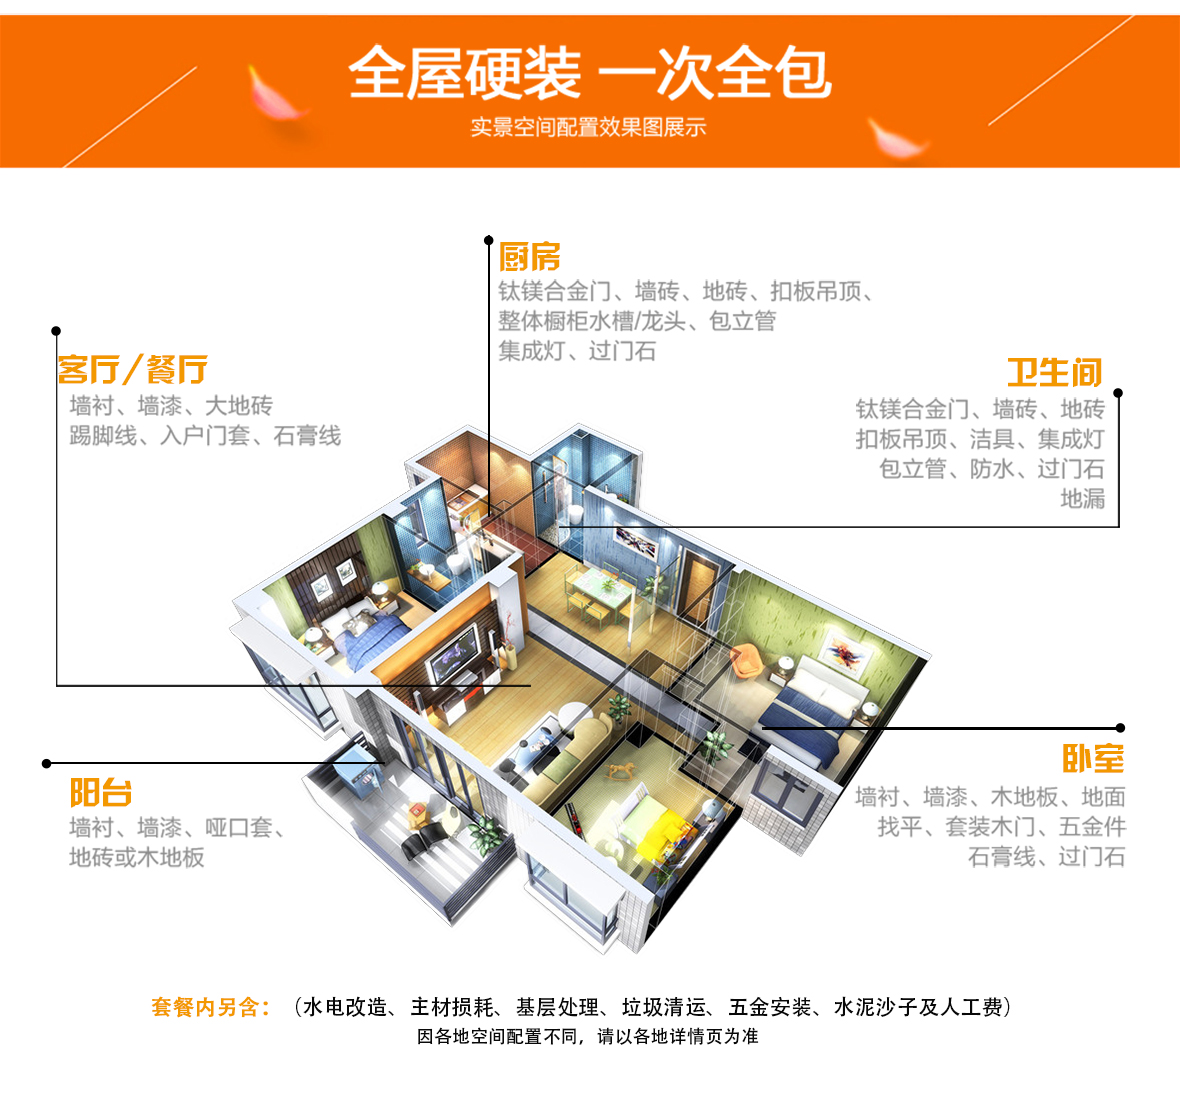 全屋硬装 一次全包
实景空间配置效果图展示
厨房
钛镁合金门、墙砖、地砖、扣板吊顶、
整体橱柜水槽/龙头、包立管
集成灯、过门石
客厅/餐厅
墙衬、墙漆、大地砖
踢脚线、入户门套、石膏线
卫生间
钛镁合金门、墙砖、地砖
扣板吊顶、洁具、集成灯
包立管、防水、过门石
地漏
阳台
墙衬、墙漆、哑口套、
地砖或木地板
卧室
墙衬、墙漆、木地板、地面
找平、套装木门、五金件
石膏线、过门石
套餐内另含：（水电改造、主材损耗、基层处理、垃圾清运、五金安装、水泥沙子及人工费）
因各地空间配置不同，请以各地详情页为准